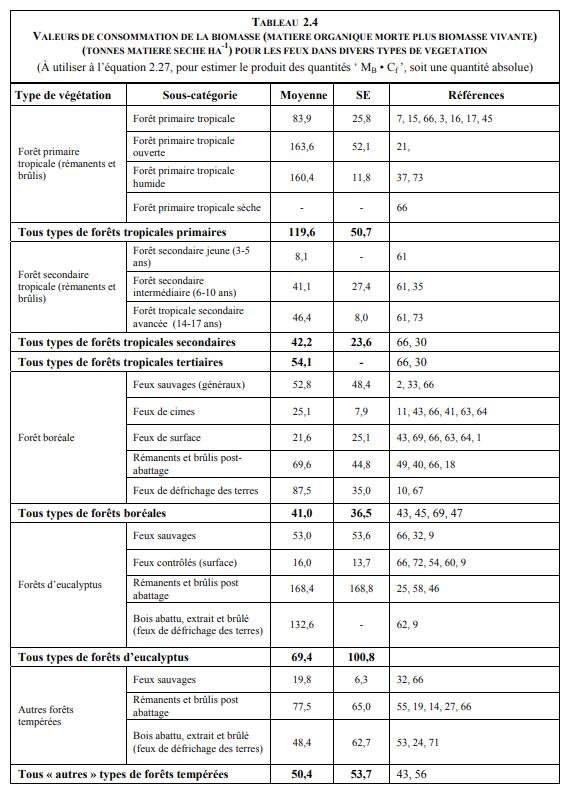 TABLEAU 2.4
VALEURS DE CONSOMMATION DE LA BIOMASSE (MATIERE ORGANIQUE MORTE PLUS BIOMASSE VIVANTE)
(TONNES MATIERE SECHE HA-1) POUR LES FEUX DANS DIVERS TYPES DE VEGETATION
(À utiliser à l’équation 2.27, pour estimer le produit des quantités ‘ MB • Cf ’, soit une quantité absolue)
Type de végétation Sous-catégorie Moyenne SE Références
Forêt primaire
tropicale (rémanents et
brûlis)
Forêt primaire tropicale 83,9 25,8 7, 15, 66, 3, 16, 17, 45
Forêt primaire tropicale
ouverte 163,6 52,1 21,
Forêt primaire tropicale
humide 160,4 11,8 37, 73
Forêt primaire tropicale sèche - - 66
Tous types de forêts tropicales primaires 119,6 50,7
Forêt secondaire
tropicale (rémanents et
brûlis)
Forêt secondaire jeune (3-5
ans) 8,1 - 61
Forêt secondaire
intermédiaire (6-10 ans) 41,1 27,4 61, 35
Forêt tropicale secondaire
avancée (14-17 ans) 46,4 8,0 61, 73
Tous types de forêts tropicales secondaires 42,2 23,6 66, 30
Tous types de forêts tropicales tertiaires 54,1 - 66, 30
Forêt boréale
Feux sauvages (généraux) 52,8 48,4 2, 33, 66
Feux de cimes 25,1 7,9 11, 43, 66, 41, 63, 64
Feux de surface 21,6 25,1 43, 69, 66, 63, 64, 1
Rémanents et brûlis post-
abattage 69,6 44,8 49, 40, 66, 18
Feux de défrichage des terres 87,5 35,0 10, 67
Tous types de forêts boréales 41,0 36,5 43, 45, 69, 47
Forêts d’eucalyptus
Feux sauvages 53,0 53,6 66, 32, 9
Feux contrôlés (surface) 16,0 13,7 66, 72, 54, 60, 9
Rémanents et brûlis post
abattage 168,4 168,8 25, 58, 46
Bois abattu, extrait et brûlé
(feux de défrichage des terres) 132,6 - 62, 9
Tous types de forêts d’eucalyptus 69,4 100,8
Autres forêts
tempérées
Feux sauvages 19,8 6,3 32, 66
Rémanents et brûlis post
abattage 77,5 65,0 55, 19, 14, 27, 66
Bois abattu, extrait et brûlé
(feux de défrichage des terres) 48,4 62,7 53, 24, 71
Tous « autres » types de forêts tempérées 50,4 53,7 43, 56